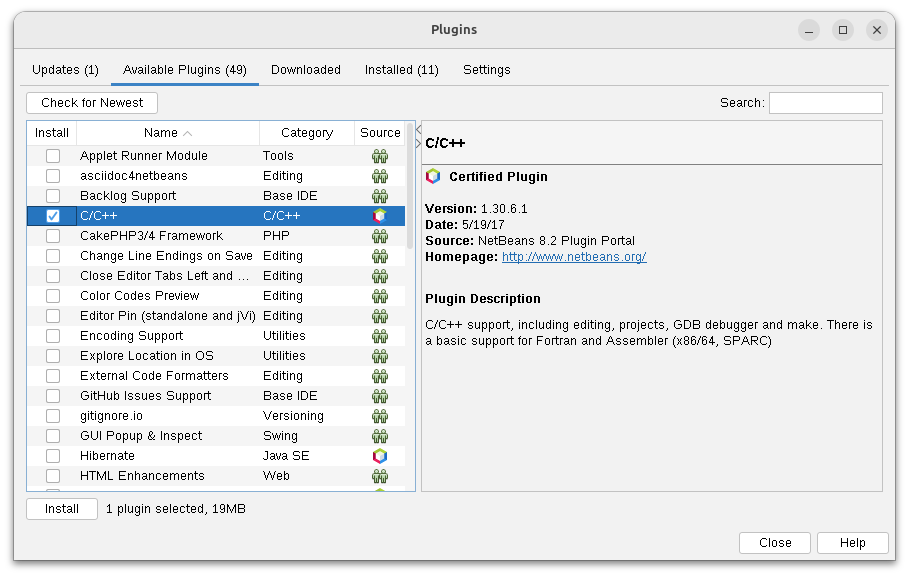 Plugins
Updates (1) Available Plugins (49) Downloaded Installed (11) Settings
Check for Newest Search:
Install Name Category Source
Applet Runner Module Tools
asciidoc4netbeans Editing
Backlog Support Base IDE
C/C++ C/C++
CakePHP3/4 Framework PHP
Change Line Endings on Save Editing
Close Editor Tabs Left and ... Editing
Color Codes Preview Editing
Editor Pin (standalone and jVi) Editing
Encoding Support Utilities
Explore Location in OS Utilities
External Code Formatters Editing
GitHub Issues Support Base IDE
gitignore.io Versioning
GUI Popup & Inspect Swing
Hibernate Java SE
HTML Enhancements Web
C/C++
Certified Plugin
Version: 1.30.6.1
Date: 5/19/17
Source: NetBeans 8.2 Plugin Portal
Homepage: http://www.netbeans.org/
Plugin Description
C/C++ support, including editing, projects, GDB debugger and make. There is
a basic support for Fortran and Assembler (x86/64, SPARC)
Install 1 plugin selected, 19MB
Close Help